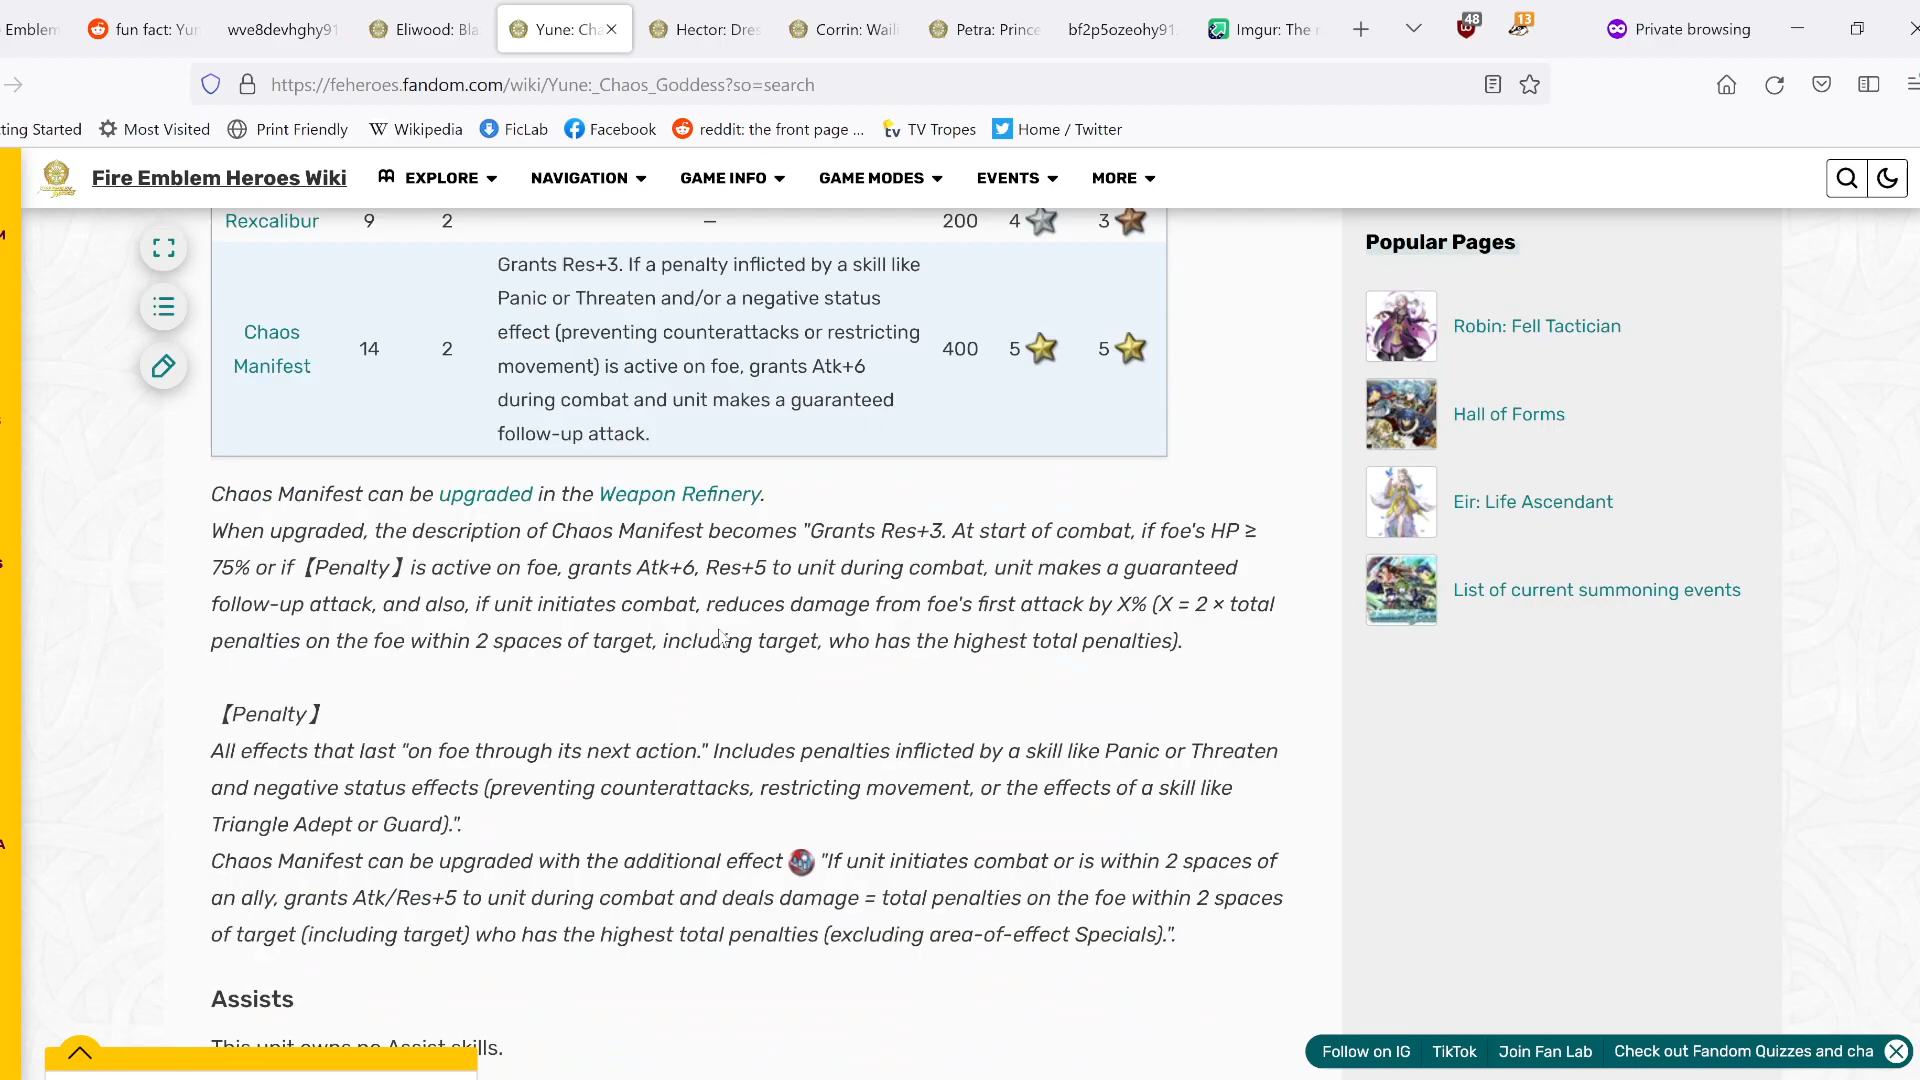 Emblem
fun fact: Yun
wve8devhghy91
Eliwood: Bla
Yune: Cha
Hector: Dres
Corrin: Waili
Petra: Prince
bf2p5ozeohy91.
Imgur: The m
48
13
Private browsing
https://feheroes.fandom.com/wiki/Yune:_Chaos_Goddess?so=search
ting Started
Most Visited
Print Friendly
Wikipedia
FicLab
Facebook
reddit: the front page ...
TV Tropes
Home / Twitter
Fire Emblem Heroes Wiki
EXPLORE
NAVIGATION
GAME INFO
GAME MODES
EVENTS
MORE
Rexcalibur 9 2 – 200 4 3
Grants Res+3. If a penalty inflicted by a skill like
Panic or Threaten and/or a negative status
effect (preventing counterattacks or restricting
Chaos Manifest 14 2 movement) is active on foe, grants Atk+6 400 5 5
during combat and unit makes a guaranteed
follow-up attack.
Chaos Manifest can be upgraded in the Weapon Refinery.
When upgraded, the description of Chaos Manifest becomes "Grants Res+3. At start of combat, if foe's HP ≥
75% or if【Penalty】is active on foe, grants Atk+6, Res+5 to unit during combat, unit makes a guaranteed
follow-up attack, and also, if unit initiates combat, reduces damage from foe's first attack by X% (X = 2 × total
penalties on the foe within 2 spaces of target, including target, who has the highest total penalties).
【Penalty】
All effects that last "on foe through its next action." Includes penalties inflicted by a skill like Panic or Threaten
and negative status effects (preventing counterattacks, restricting movement, or the effects of a skill like
Triangle Adept or Guard).".
Chaos Manifest can be upgraded with the additional effect "If unit initiates combat or is within 2 spaces of
an ally, grants Atk/Res+5 to unit during combat and deals damage = total penalties on the foe within 2 spaces
of target (including target) who has the highest total penalties (excluding area-of-effect Specials).".
Assists
This unit owns no Assist skills.
Popular Pages
Robin: Fell Tactician
Hall of Forms
Eir: Life Ascendant
List of current summoning events
Follow on IG
TikTok
Join Fan Lab
Check out Fandom Quizzes and cha